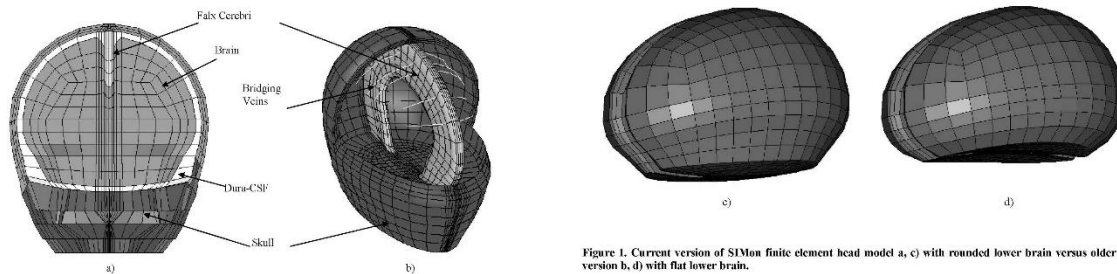 Falx Cerebri
Brain
Bridging
Veins
Dura-CSF
Skull
a)
b)
c)
d)
Figure 1. Current version of SIMon finite element head model a, c) with rounded lower brain versus older
version b, d) with flat lower brain.